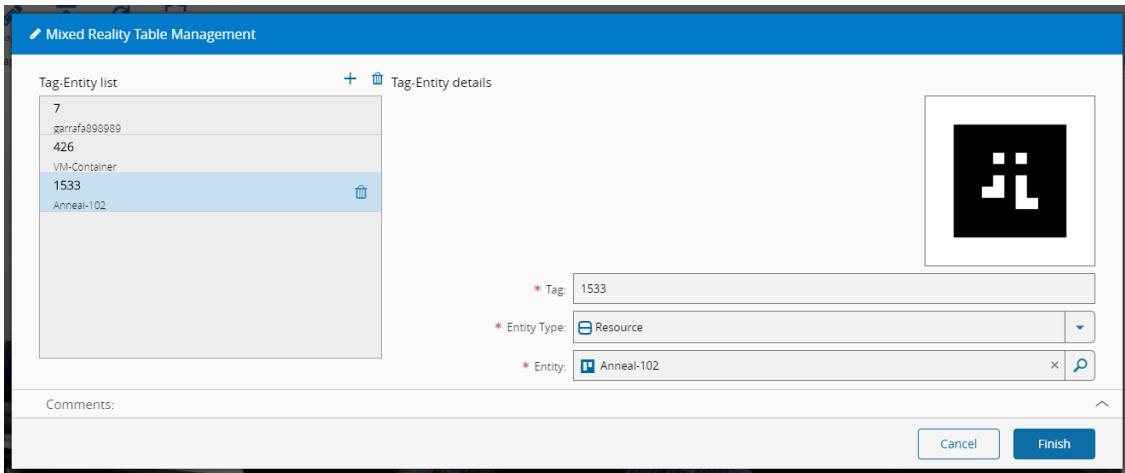 Mixed Reality Table Management
Tag-Entity list
7
garrafa898989
426
VM-Container
1533
Anneal-102
Tag-Entity details
* Tag: 1533
* Entity Type: Resource
* Entity: Anneal-102
Comments:
Cancel
Finish